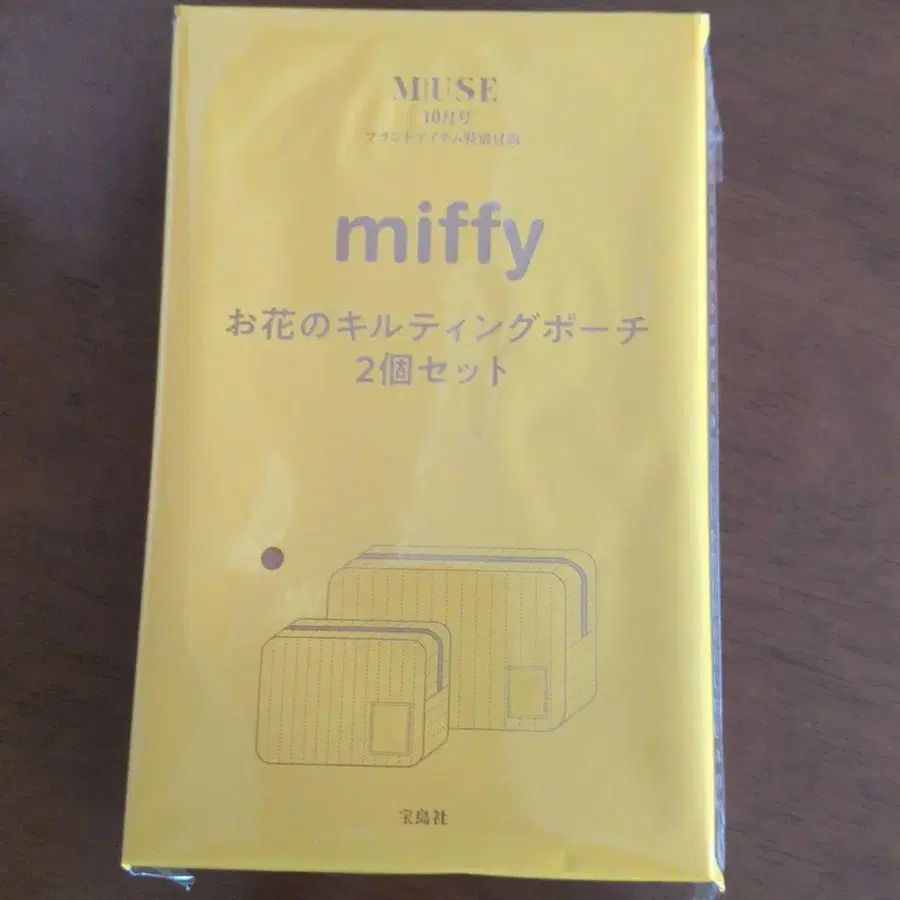 MUSE
10月号
ブランドアイテム特別付録
miffy
お花のキルティングポーチ
2個セット
宝島社